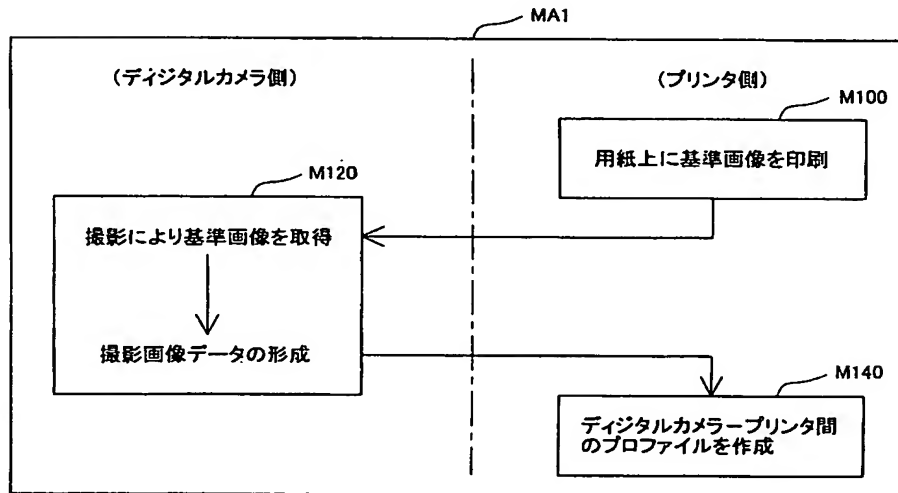 MA1
(ディジタルカメラ側)
(プリンタ側)
M100
用紙上に基準画像を印刷
M120
撮影により基準画像を取得
撮影画像データの形成
M140
ディジタルカメラープリンタ間
のプロファイルを作成